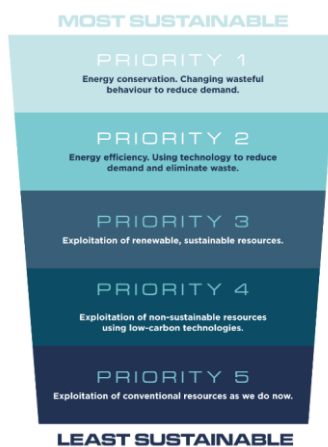 MOST SUSTAINABLE
PRIORITY 1
Energy conservation. Changing wasteful
behaviour to reduce demand.
PRIORITY 2
Energy efficiency. Using technology to reduce
demand and eliminate waste.
PRIORITY 3
Exploitation of renewable, sustainable resources.
PRIORITY 4
Exploitation of non-sustainable resources
using low-carbon technologies.
PRIORITY 5
Exploitation of conventional resources as we do now.
LEAST SUSTAINABLE